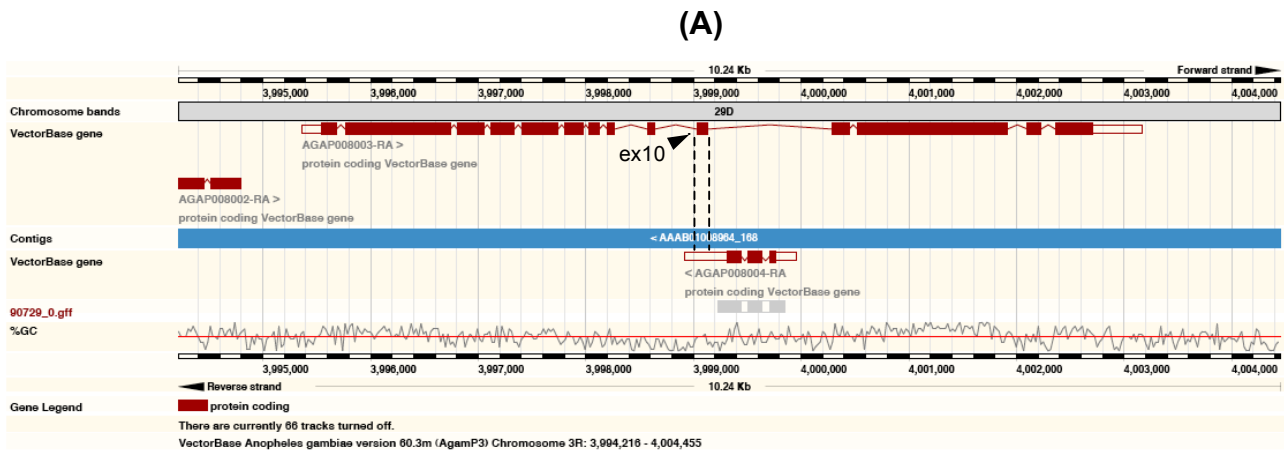 (A)
10.24 Kb Forward strand
3,995,000 3,996,000 3,997,000 3,998,000 3,999,000 4,000,000 4,001,000 4,002,000 4,003,000 4,004,000
Chromosome bands 29D
VectorBase gene
AGAP008003-RA >
ex10
protein coding VectorBase gene
AGAP008002-RA >
protein coding VectorBase gene
Contigs < AAAB01008964_168
VectorBase gene
< AGAP008004-RA
protein coding VectorBase gene
90729_0.gff
%GC
3,995,000 3,996,000 3,997,000 3,998,000 3,999,000 4,000,000 4,001,000 4,002,000 4,003,000 4,004,000
Reverse strand 10.24 Kb
Gene Legend protein coding
There are currently 66 tracks turned off.
VectorBase Anopheles gambiae version 60.3m (AgamP3) Chromosome 3R: 3,994,216 - 4,004,455